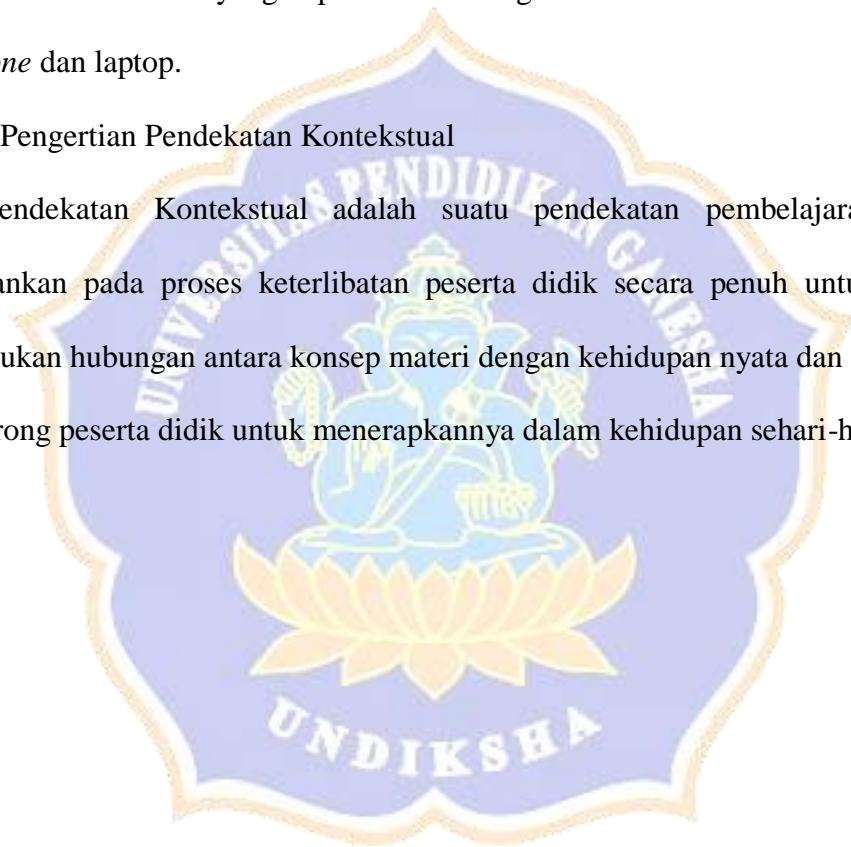 one dan laptop.
Pengertian Pendekatan Kontekstual
endekatan Kontekstual adalah suatu pendekatan pembelajara
ankan pada proses keterlibatan peserta didik secara penuh untu
ukan hubungan antara konsep materi dengan kehidupan nyata dan
rong peserta didik untuk menerapkannya dalam kehidupan sehari-h
UNIVERSITAS PENDIDIKAN GANESHA
UNDIKSHA